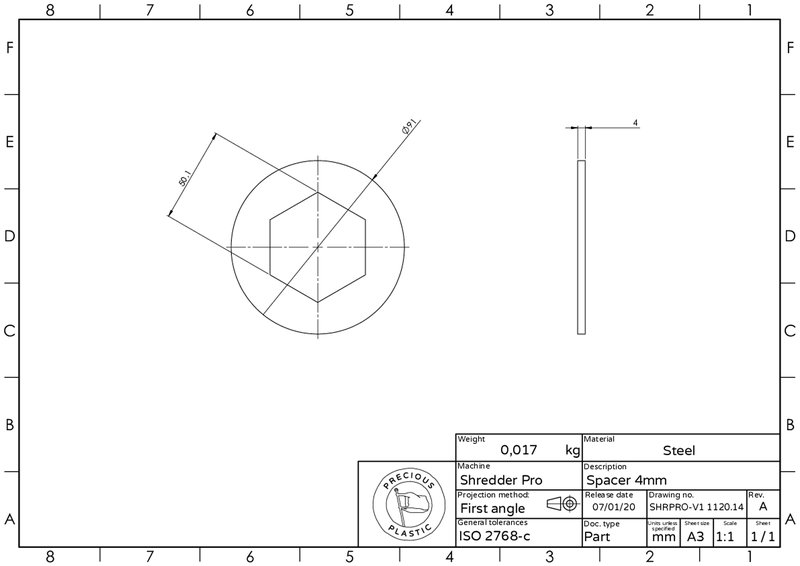 8 7 6 5 4 3 2 1
F F
E E
D D
C C
B B
A A
50,1
Ø91
4
Weight
0,017 kg
Material
Steel
Machine
Shredder Pro
Description
Spacer 4mm
Projection method:
First angle
Release date
07/01/20
Drawing no.
SHRPRO-V1 1120.14
Rev.
A
General tolerances
ISO 2768-c
Doc. type
Part
Units unless
specified
mm
Sheet size
A3
Scale
1:1
Sheet
1 / 1
PRECIOUS
PLASTIC
8 7 6 5 4 3 2 1